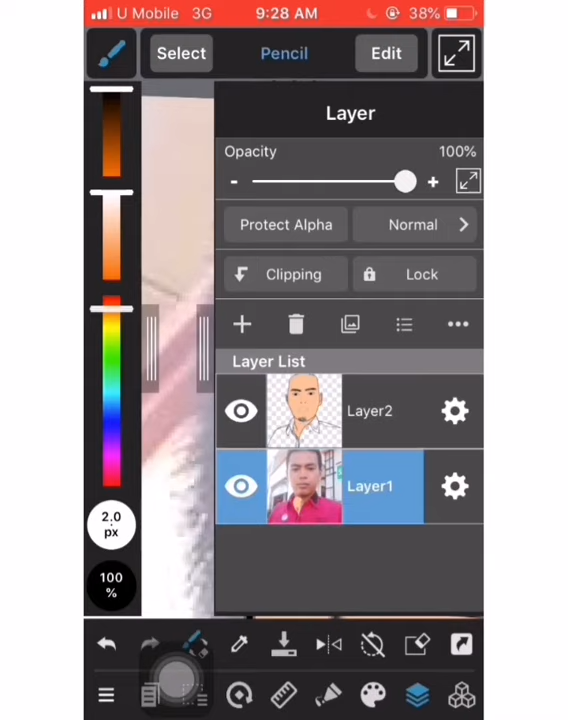 U Mobile 3G 9:28 AM 38%
Select Pencil Edit
Layer
Opacity 100%
- +
Protect Alpha Normal
Clipping Lock
Layer List
Layer2
Layer1
2.0
px
100
%